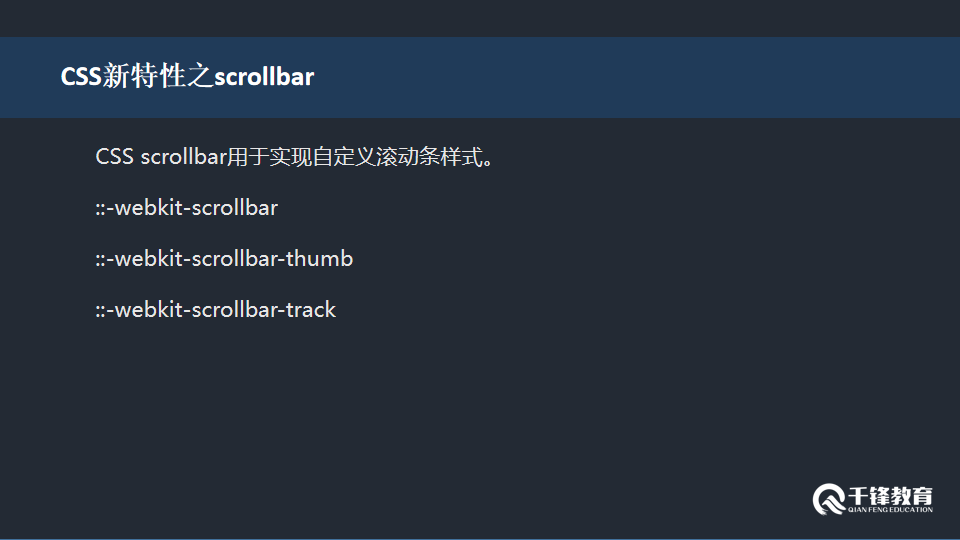 CSS新特性之scrollbar
CSS scrollbar用于实现自定义滚动条样式。
::-webkit-scrollbar
::-webkit-scrollbar-thumb
::-webkit-scrollbar-track
千锋教育
QIAN FENG EDUCATION